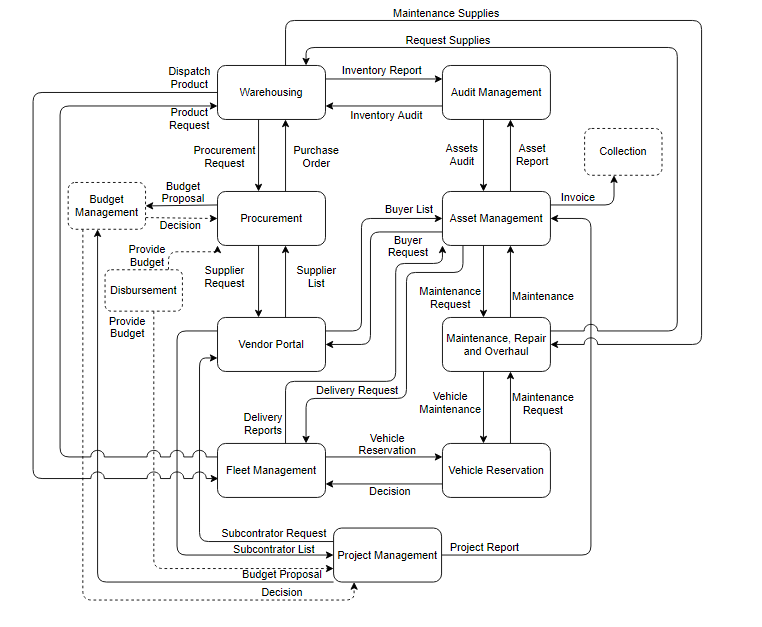 Maintenance Supplies
Request Supplies
Dispatch
Product
Inventory Report
Warehousing
Audit Management
Product
Request
Inventory Audit
Procurement
Request
Purchase
Order
Assets
Audit
Asset
Report
Collection
Budget
Management
Budget
Proposal
Invoice
Buyer List
Procurement
Asset Management
Decision
Buyer
Request
Provide
Budget
Supplier
Request
Supplier
List
Disbursement
Maintenance
Request
Maintenance
Provide
Budget
Vendor Portal
Maintenance, Repair
and Overhaul
Delivery Request
Vehicle
Maintenance
Maintenance
Request
Delivery
Reports
Vehicle
Reservation
Fleet Management
Vehicle Reservation
Decision
Subcontrator Request
Subcontrator List
Project Management
Project Report
Budget Proposal
Decision